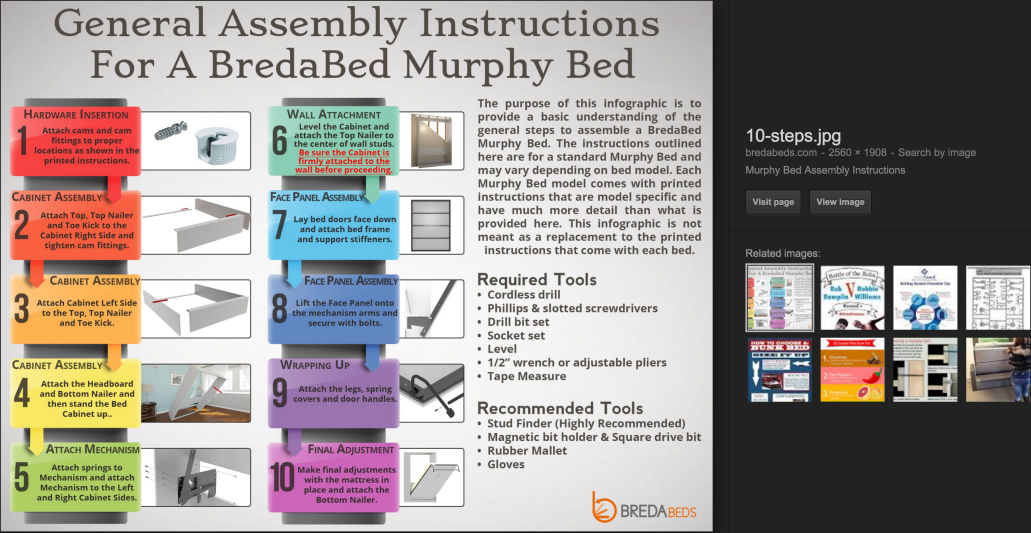 General Assembly Instructions
For A BredaBed Murphy Bed
HARDWARE INSERTION
1
Attach cams and cam
fittings to proper
locations as shown in the
printed instructions.
CABINET ASSEMBLY
2
Attach Top, Top Nailer
and Toe Kick to the
Cabinet Right Side and
tighten cam fittings.
CABINET ASSEMBLY
3
Attach Cabinet Left Side
to the Top, Top Nailer
and Toe Kick.
CABINET ASSEMBLY
4
Attach the Headboard
and Bottom Nailer and
then stand the Bed
Cabinet up..
ATTACH MECHANISM
5
Attach springs to
Mechanism and attach
Mechanism to the Left
and Right Cabinet Sides.
WALL ATTACHMENT
6
Level the Cabinet and
attach the Top Nailer to
the center of wall studs.
Be sure the Cabinet is
firmly attached to the
wall before proceeding.
FACE PANEL ASSEMBLY
7
Lay bed doors face down
and attach bed frame
and support stiffeners.
FACE PANEL ASSEMBLY
8
Lift the Face Panel onto
the mechanism arms and
secure with bolts.
WRAPPING UP
9
Attach the legs, spring
covers and door handles.
FINAL ADJUSTMENT
10
Make final adjustments
with the mattress in
place and attach the
Bottom Nailer.
The purpose of this infographic is to
provide a basic understanding of the
general steps to assemble a BredaBed
Murphy Bed. The instructions outlined
here are for a standard Murphy Bed and
may vary depending on bed model. Each
Murphy Bed model comes with printed
instructions that are model specific and
have much more detail than what is
provided here. This infographic is not
meant as a replacement to the printed
instructions that come with each bed.
Required Tools
• Cordless drill
• Phillips & slotted screwdrivers
• Drill bit set
• Socket set
• Level
• 1/2" wrench or adjustable pliers
• Tape Measure
Recommended Tools
• Stud Finder (Highly Recommended)
• Magnetic bit holder & Square drive bit
• Rubber Mallet
• Gloves
BREDABEDS
10-steps.jpg
bredabeds.com - 2560 × 1908 - Search by image
Murphy Bed Assembly Instructions
Visit page
View image
Related images:
Battle of the Robs
Rob V Robbie
Ramplin Williams
HOW TO CHOOSE A
BUNK BED
SIZE IT UP